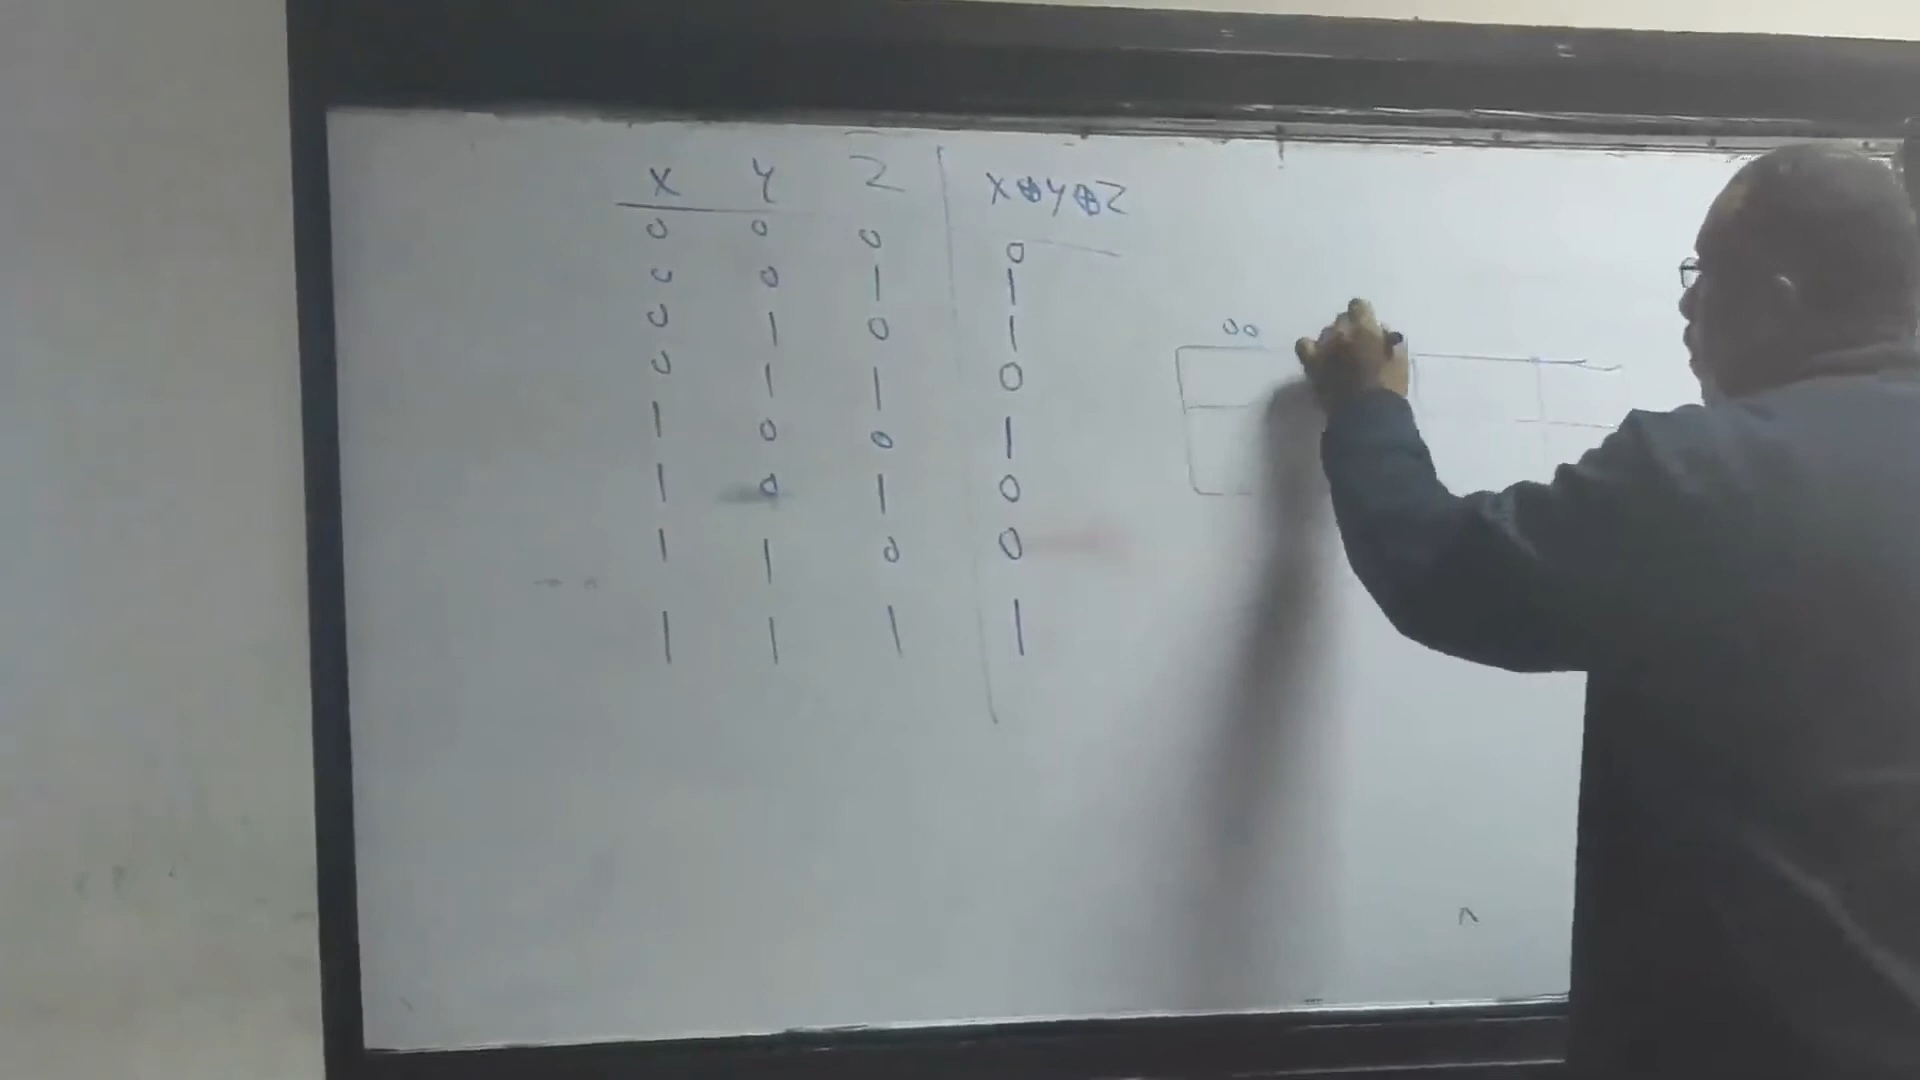 X Y Z X⊕Y⊕Z
0 0 0 0
0 0 1 1
0 1 0 1
0 1 1 0
1 0 0 1
1 0 1 0
1 1 0 0
1 1 1 1
00